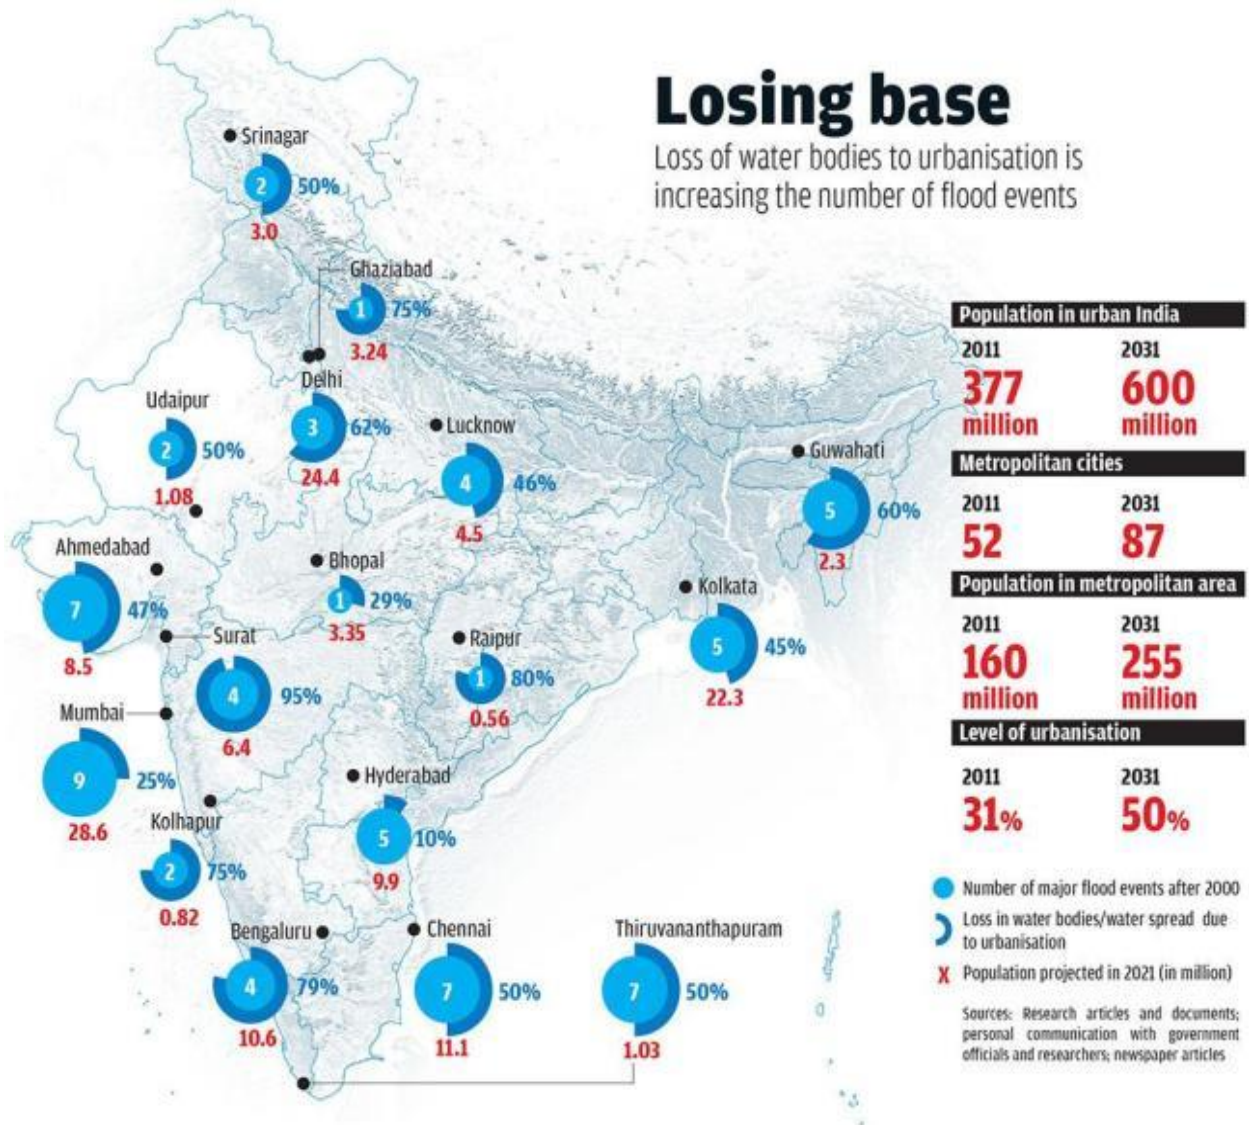 Losing base
Loss of water bodies to urbanisation is
increasing the number of flood events
Srinagar
2
50%
3.0
Ghaziabad
1
75%
3.24
Delhi
3
62%
24.4
Udaipur
2
50%
1.08
Lucknow
4
46%
4.5
Guwahati
5
60%
2.3
Ahmedabad
7
47%
8.5
Bhopal
1
29%
3.35
Kolkata
5
45%
22.3
Surat
4
95%
6.4
Raipur
1
80%
0.56
Mumbai
9
25%
28.6
Hyderabad
5
10%
9.9
Kolhapur
2
75%
0.82
Bengaluru
4
79%
10.6
Chennai
7
50%
11.1
Thiruvananthapuram
7
50%
1.03
Population in urban India
2011 2031
377 600
million million
Metropolitan cities
2011 2031
52 87
Population in metropolitan area
2011 2031
160 255
million million
Level of urbanisation
2011 2031
31% 50%
Number of major flood events after 2000
Loss in water bodies/water spread due
to urbanisation
X Population projected in 2021 (in million)
Sources: Research articles and documents;
personal communication with government
officials and researchers; newspaper articles